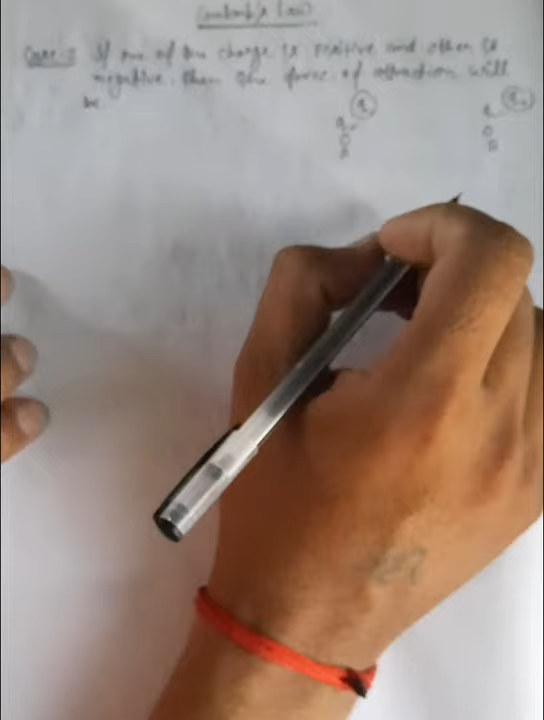 Coulomb's Law
Case-I If one of the charge is positive and other is
negative. Then the force of attraction will
be
q₁
A
B